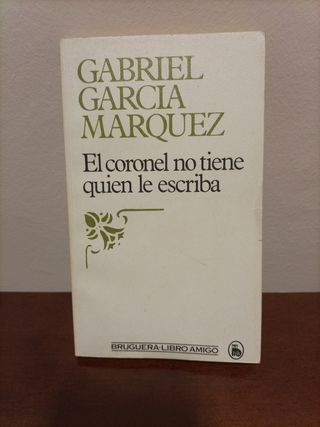 GABRIEL
GARCIA
MARQUEZ
El coronel no tiene
quien le escriba
BRUGUERA-LIBRO AMIGO